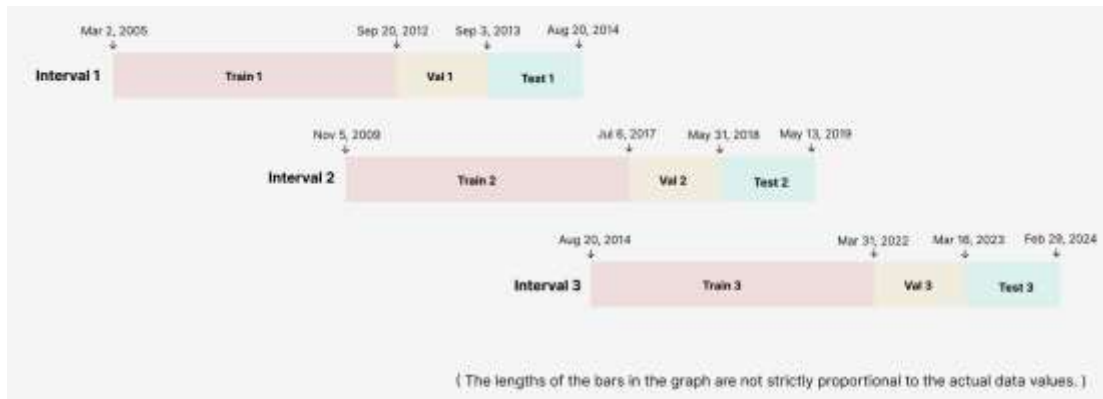 Mar 2, 2005 Sep 20, 2012 Sep 3, 2013 Aug 20, 2014
Interval 1 Train 1 Val 1 Test 1
Nov 5, 2009 Jul 6, 2017 May 31, 2018 May 13, 2019
Interval 2 Train 2 Val 2 Test 2
Aug 20, 2014 Mar 31, 2022 Mar 16, 2023 Feb 29, 2024
Interval 3 Train 3 Val 3 Test 3
( The lengths of the bars in the graph are not strictly proportional to the actual data values. )